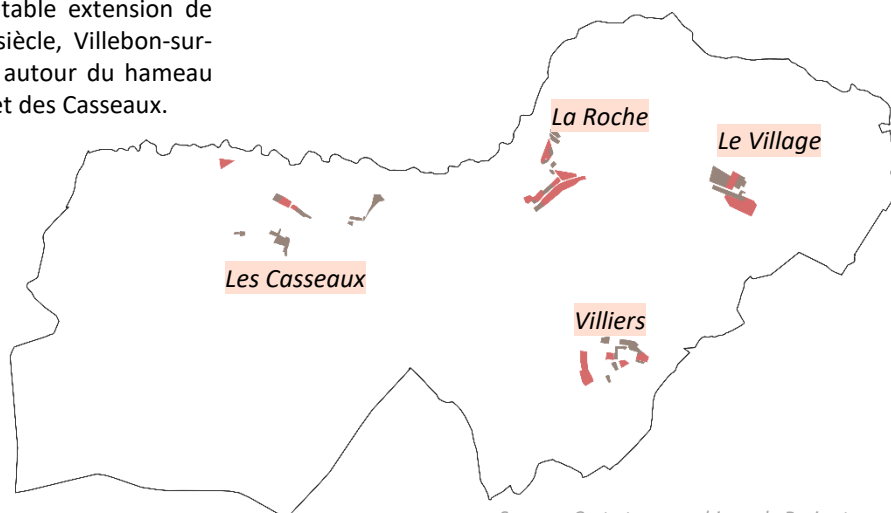 table extension de
siècle, Villebon-sur-
autour du hameau
et des Casseaux.
La Roche
Le Village
Les Casseaux
Villiers